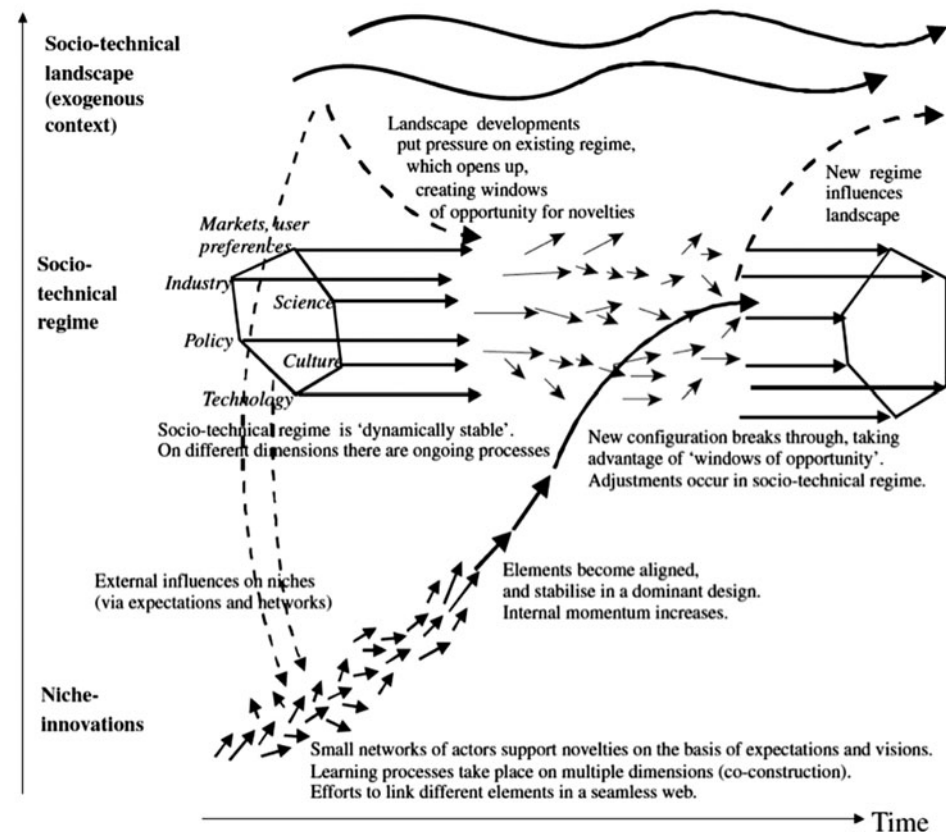 Socio-technical
landscape
(exogenous
context)
Landscape developments
put pressure on existing regime,
which opens up,
creating windows
of opportunity for novelties
New regime
influences
landscape
Markets, user
preferences
Socio-
technical
regime
Industry
Science
Policy
Culture
Technology
Socio-technical regime is ‘dynamically stable’.
On different dimensions there are ongoing processes
New configuration breaks through, taking
advantage of ‘windows of opportunity’.
Adjustments occur in socio-technical regime.
External influences on niches
(via expectations and networks)
Elements become aligned,
and stabilise in a dominant design.
Internal momentum increases.
Niche-
innovations
Small networks of actors support novelties on the basis of expectations and visions.
Learning processes take place on multiple dimensions (co-construction).
Efforts to link different elements in a seamless web.
Time